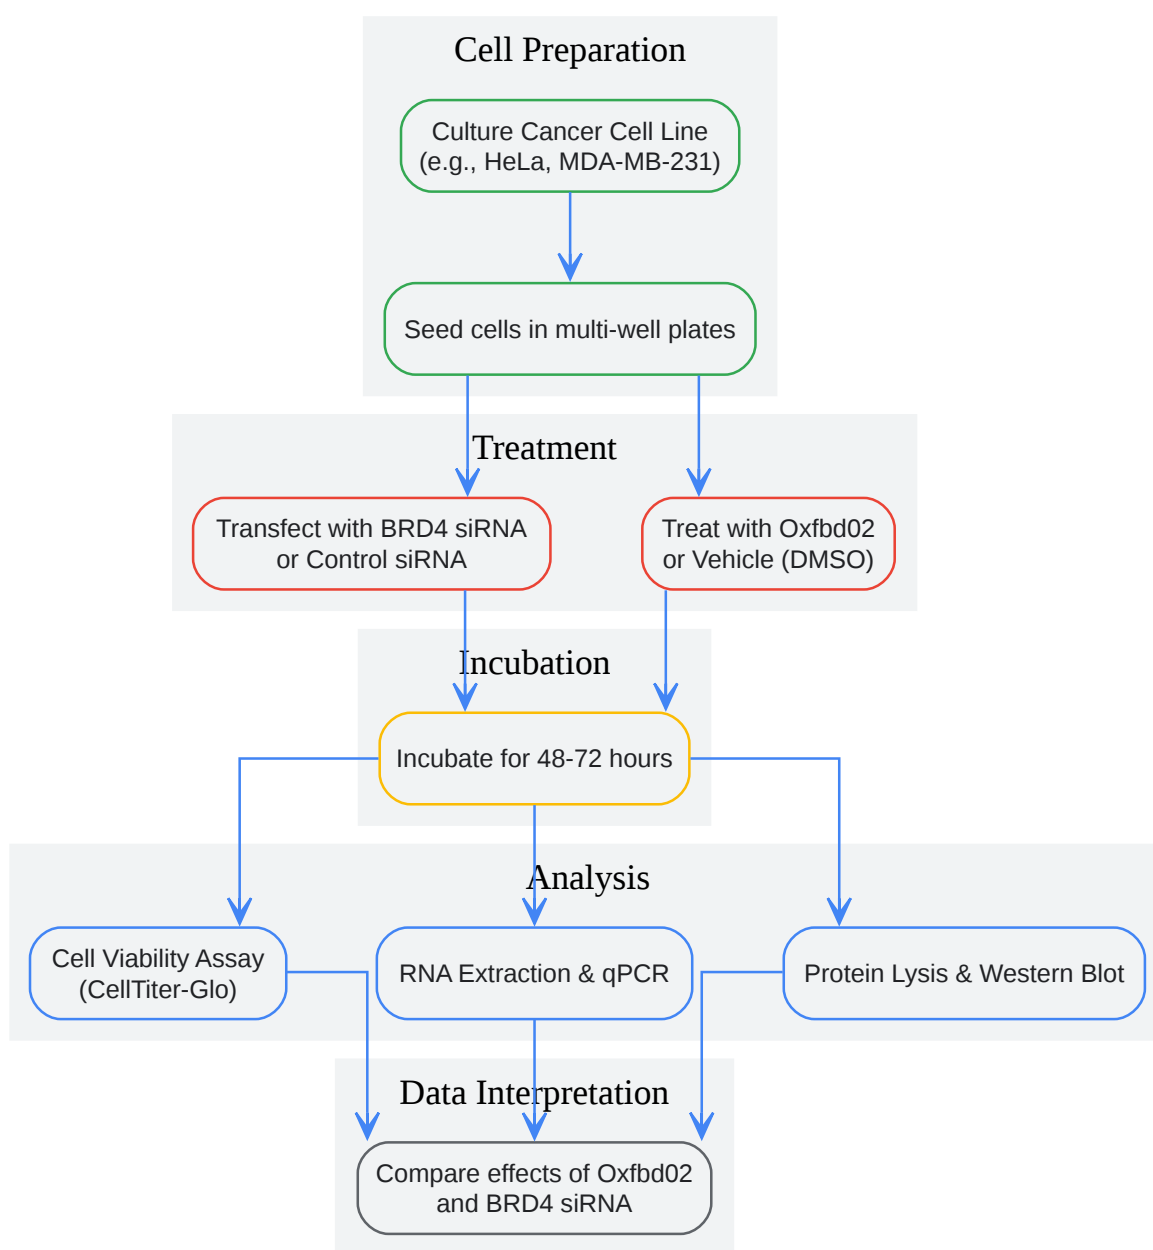 Cell Preparation
Culture Cancer Cell Line
(e.g., HeLa, MDA-MB-231)
Seed cells in multi-well plates
Treatment
Transfect with BRD4 siRNA
or Control siRNA
Treat with Oxfbd02
or Vehicle (DMSO)
Incubation
Incubate for 48-72 hours
Analysis
Cell Viability Assay
(CellTiter-Glo)
RNA Extraction & qPCR
Protein Lysis & Western Blot
Data Interpretation
Compare effects of Oxfbd02
and BRD4 siRNA